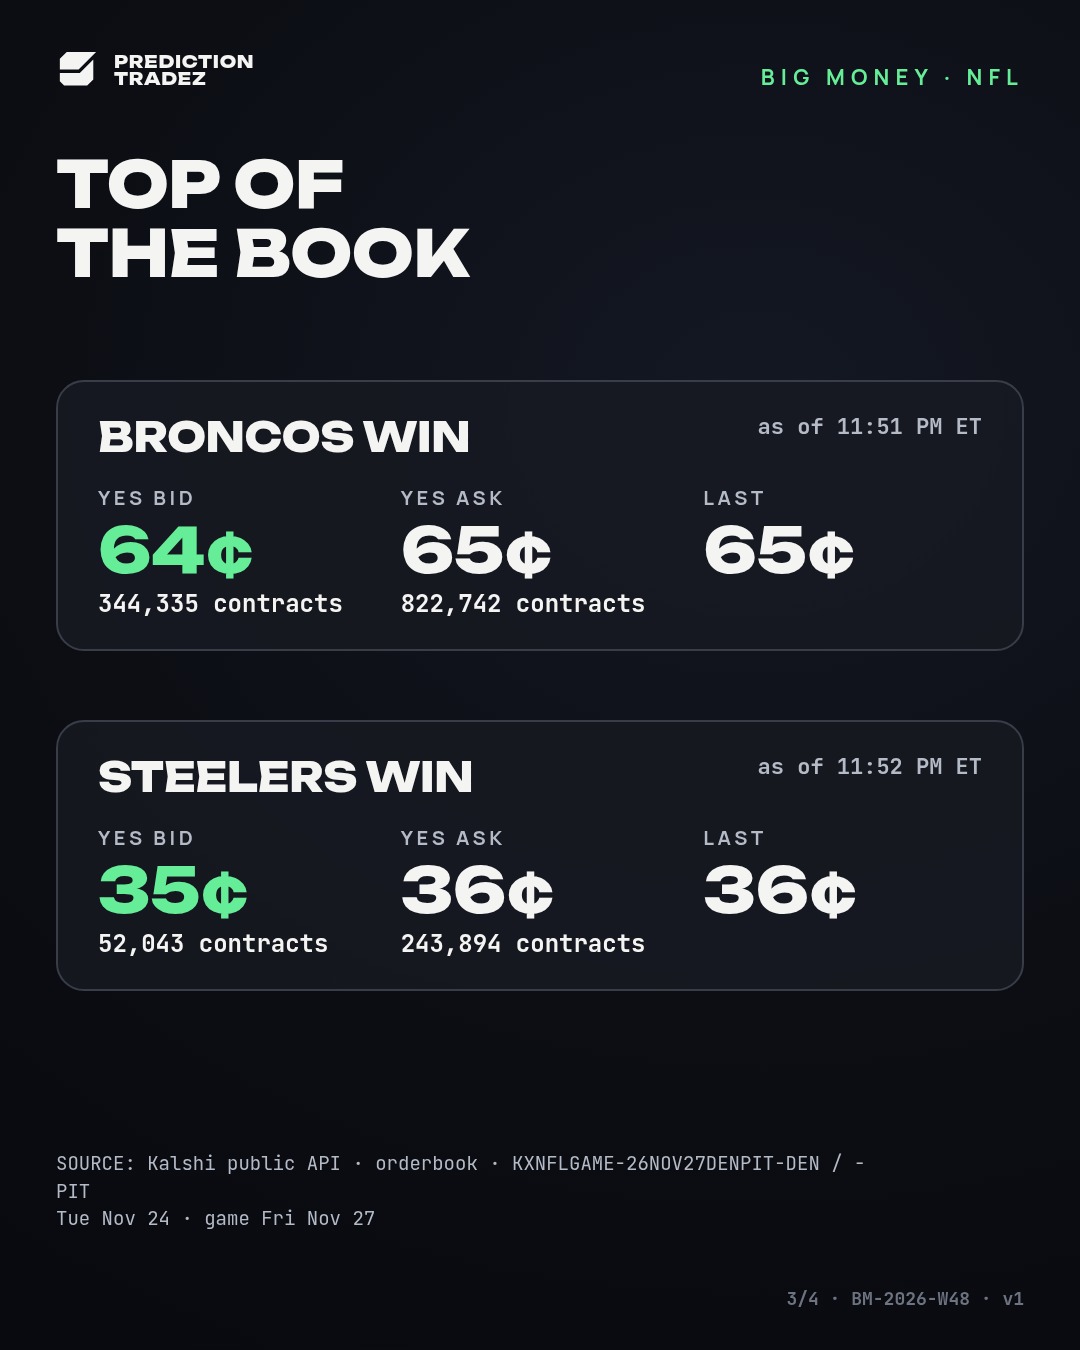 PREDICTION
TRADEZ
BIG MONEY · NFL
TOP OF
THE BOOK
BRONCOS WIN
as of 11:51 PM ET
YES BID
YES ASK
LAST
64¢
65¢
65¢
344,335 contracts
822,742 contracts
STEELERS WIN
as of 11:52 PM ET
YES BID
YES ASK
LAST
35¢
36¢
36¢
52,043 contracts
243,894 contracts
SOURCE: Kalshi public API · orderbook · KXNFLGAME-26NOV27DENPIT-DEN / -
PIT
Tue Nov 24 · game Fri Nov 27
3/4 · BM-2026-W48 · v1